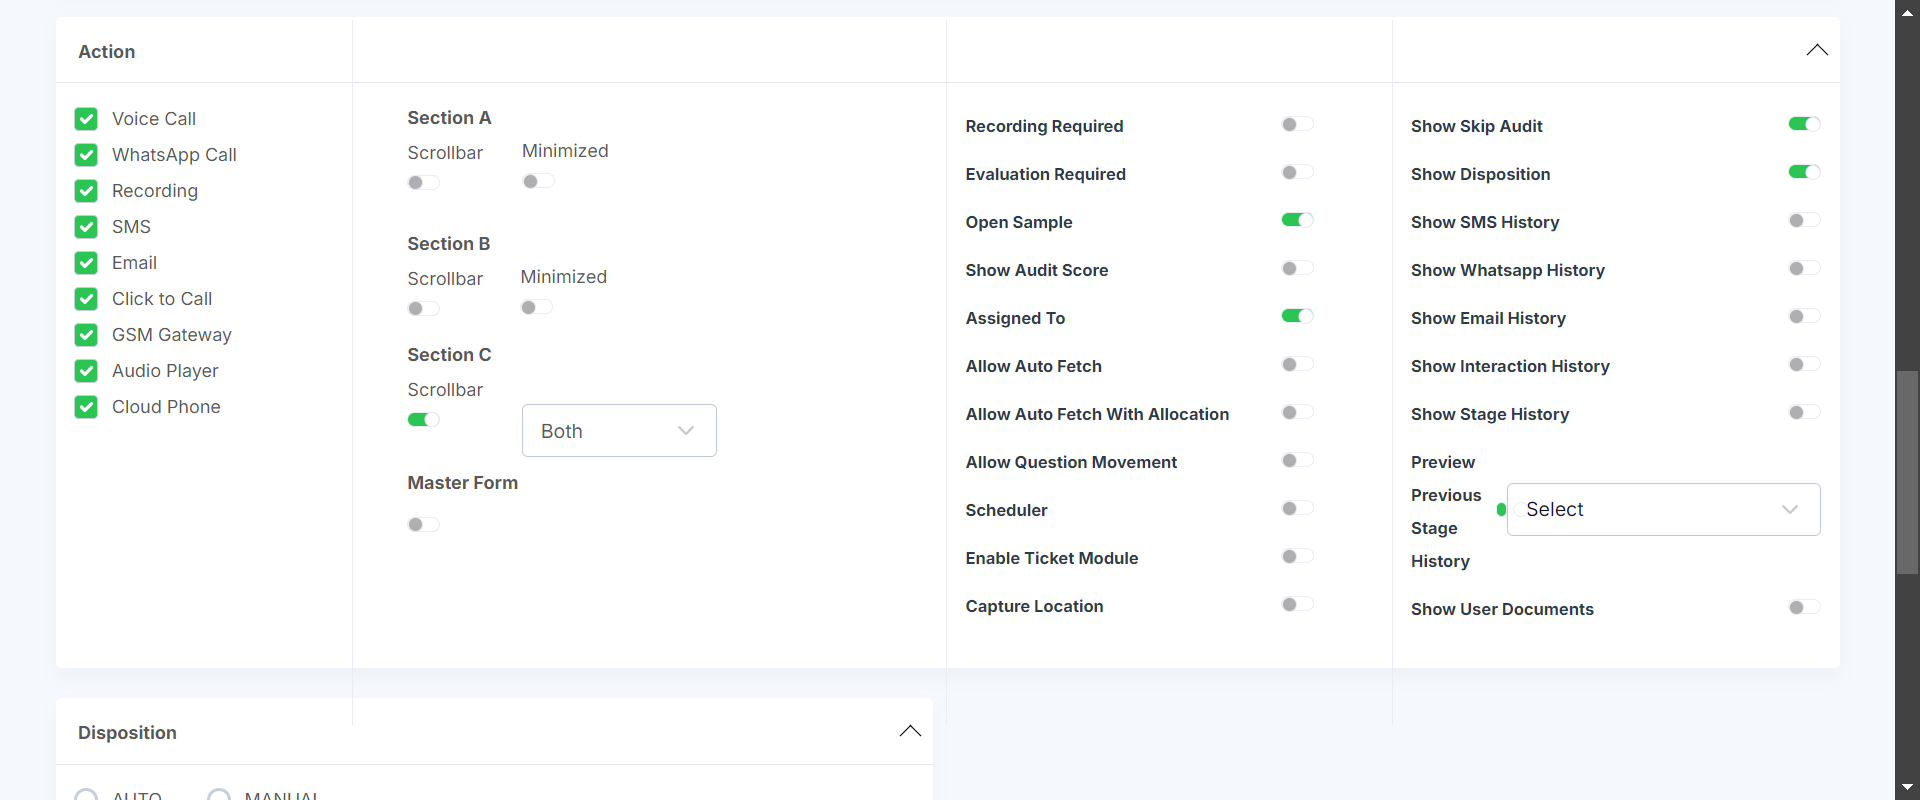 Action
Voice Call
WhatsApp Call
Recording
SMS
Email
Click to Call
GSM Gateway
Audio Player
Cloud Phone
Section A
Scrollbar
Minimized
Section B
Scrollbar
Minimized
Section C
Scrollbar
Both
Master Form
Recording Required
Evaluation Required
Open Sample
Show Audit Score
Assigned To
Allow Auto Fetch
Allow Auto Fetch With Allocation
Allow Question Movement
Scheduler
Enable Ticket Module
Capture Location
Show Skip Audit
Show Disposition
Show SMS History
Show Whatsapp History
Show Email History
Show Interaction History
Show Stage History
Preview
Previous
Stage
History
Select
Show User Documents
Disposition
AUTO
MANUAL